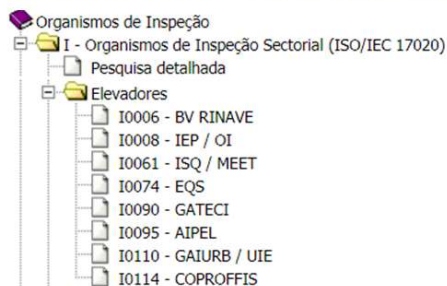 Organismos de Inspeção
I - Organismos de Inspeção Sectorial (ISO/IEC 17020)
Pesquisa detalhada
Elevadores
I0006 - BV RINAVE
I0008 - IEP / OI
I0061 - ISQ / MEET
I0074 - EQS
I0090 - GATECI
I0095 - AIPEL
I0110 - GAIURB / UIE
I0114 - COPROFFIS